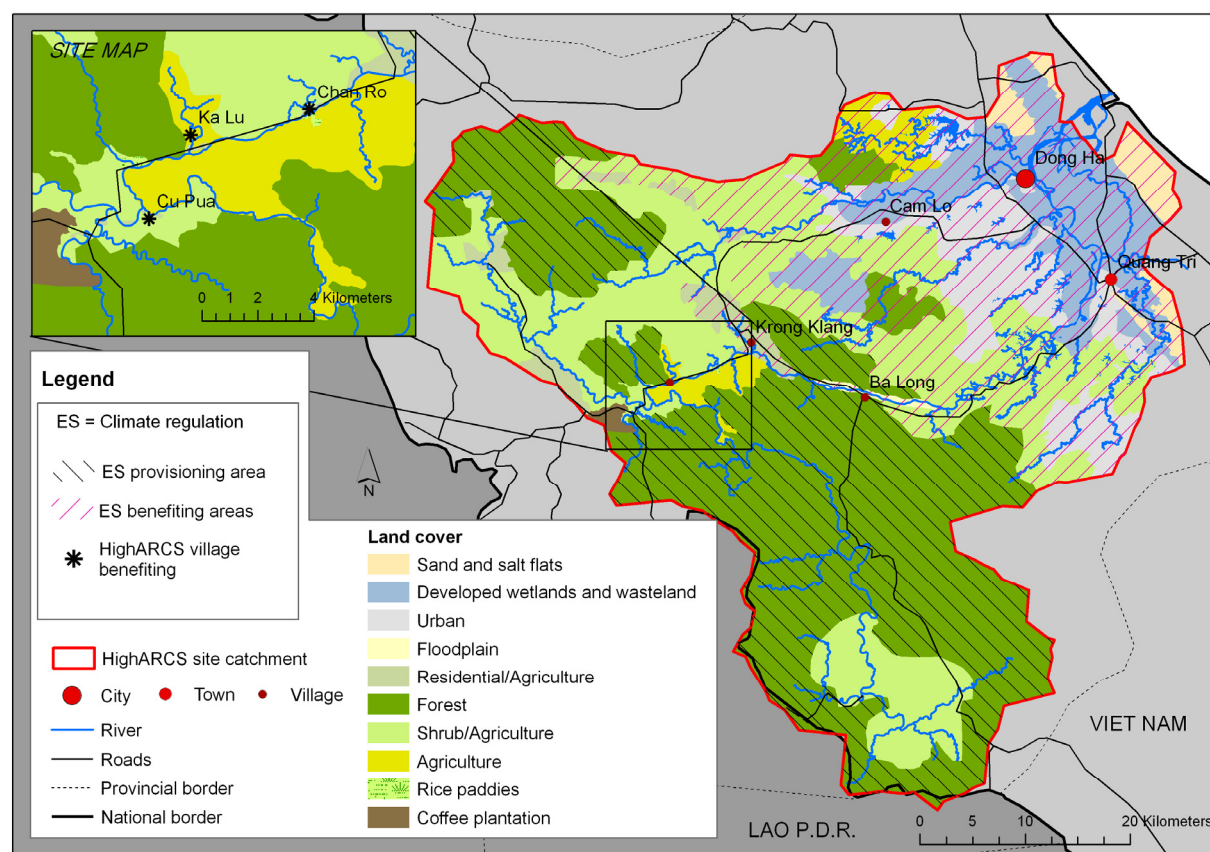 SITE MAP
Chan Ro
Ka Lu
Cu Pua
0 1 2 4 Kilometers
Dong Ha
Cam Lo
Quang Tri
Krong Klang
Ba Long
N
VIET NAM
LAO P.D.R.
0 5 10 20 Kilometers
Legend
ES = Climate regulation
ES provisioning area
ES benefiting areas
HighARCS village
benefiting
HighARCS site catchment
City Town Village
River
Roads
Provincial border
National border
Land cover
Sand and salt flats
Developed wetlands and wasteland
Urban
Floodplain
Residential/Agriculture
Forest
Shrub/Agriculture
Agriculture
Rice paddies
Coffee plantation